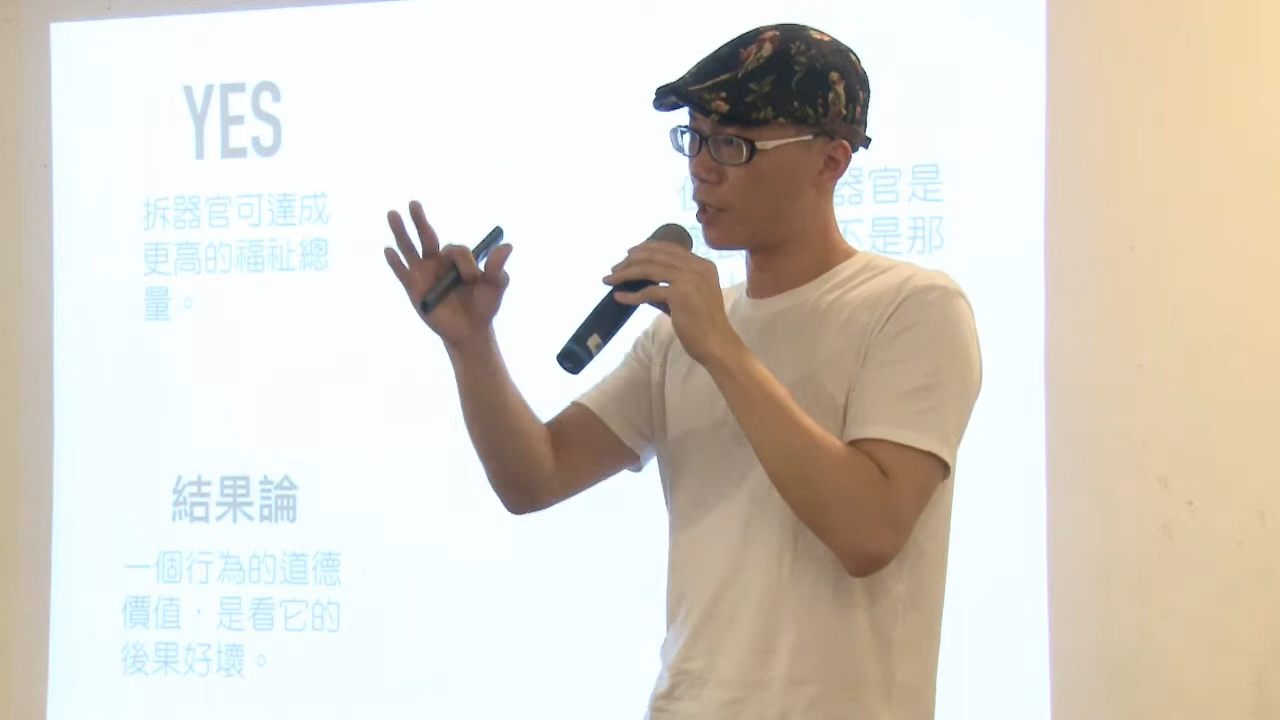 YES
拆器官可達成
更高的福祉總
量。
器官是
不是那
結果論
一個行為的道德
價值,是看它的
後果好壞。